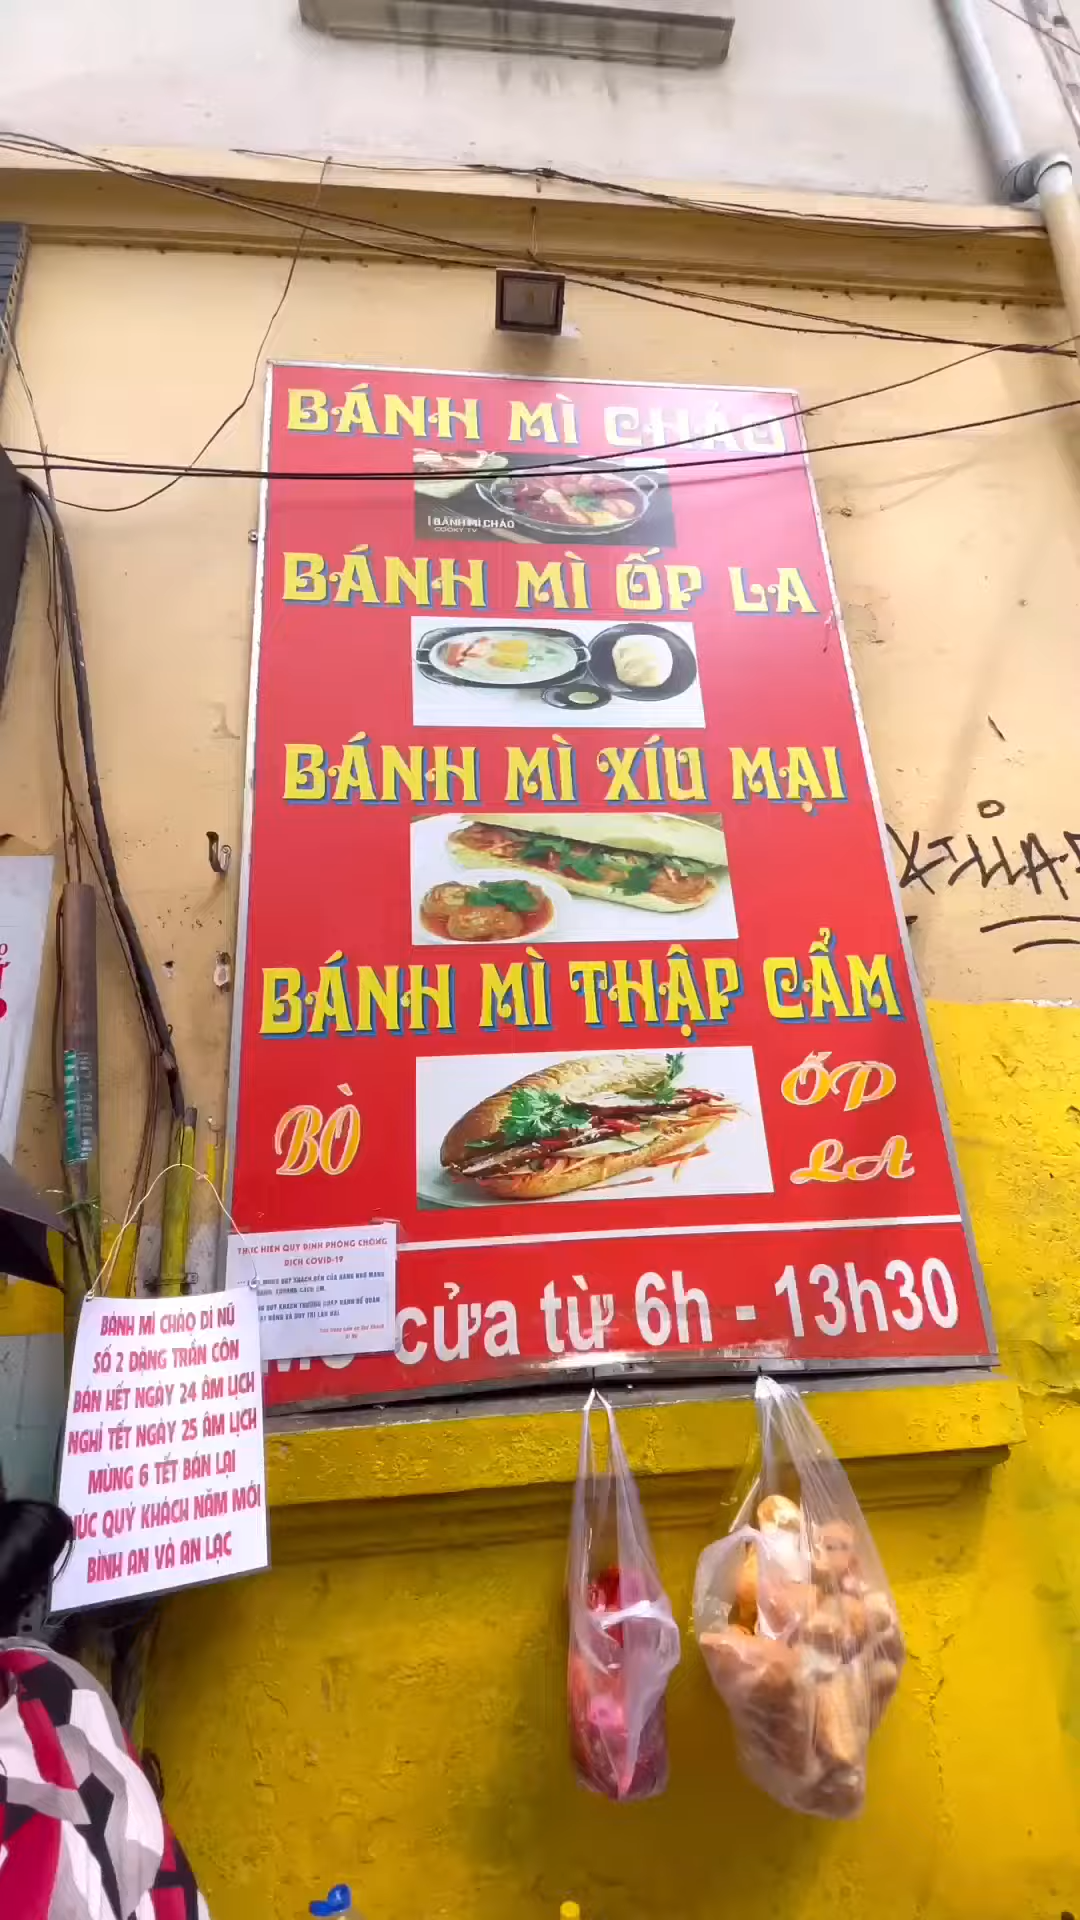 BÁNH MÌ CHẢO
BÁNH MÌ CHẢO
COOKY TV
BÁNH MÌ ỐP LA
BÁNH MÌ XÍU MẠI
BÁNH MÌ THẬP CẨM
BÒ
ỐP
LA
cửa từ 6h - 13h30
THỰC HIỆN QUY ĐỊNH PHÒNG CHỐNG
DỊCH COVID-19
BÁNH MÌ CHẢO DÌ NỮ
SỐ 2 ĐẶNG TRẦN CÔN
BÁN HẾT NGÀY 24 ÂM LỊCH
NGHỈ TẾT NGÀY 25 ÂM LỊCH
MÙNG 6 TẾT BÁN LẠI
ÚC QUÝ KHÁCH NĂM MỚI
BÌNH AN VÀ AN LẠC